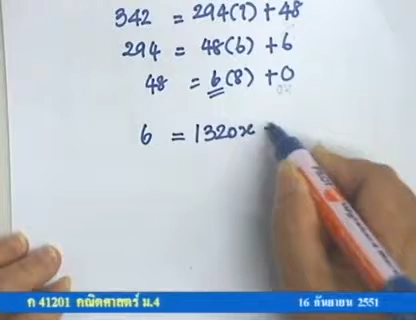 342 = 294(1) + 48
294 = 48(6) + 6
48 = 6(8) + 0
6 = 1320x
ค 41201 คณิตศาสตร์ ม.4
16 กันยายน 2551